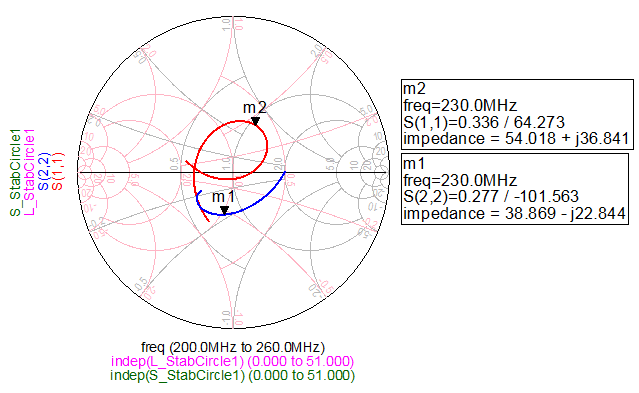 m2
freq=230.0MHz
S(1,1)=0.336 / 64.273
impedance = 54.018 + j36.841
m1
freq=230.0MHz
S(2,2)=0.277 / -101.563
impedance = 38.869 - j22.844
S_StabCircle1
L_StabCircle1
S(2,2)
S(1,1)
m2
m1
freq (200.0MHz to 260.0MHz)
indep(L_StabCircle1) (0.000 to 51.000)
indep(S_StabCircle1) (0.000 to 51.000)